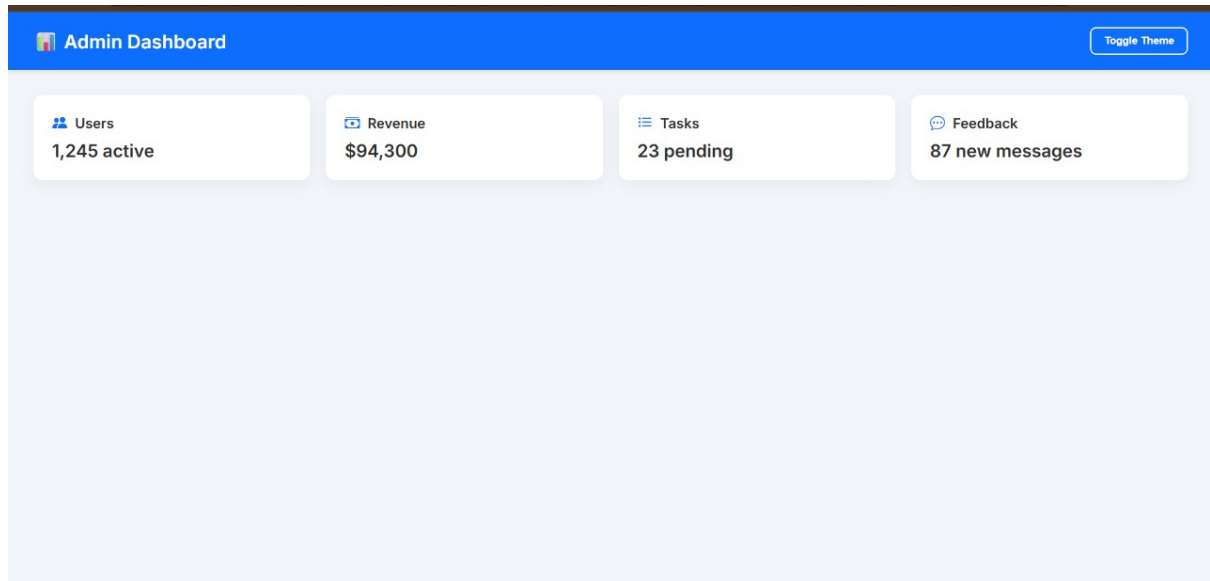 Admin Dashboard
Toggle Theme
Users
1,245 active
Revenue
$94,300
Tasks
23 pending
Feedback
87 new messages